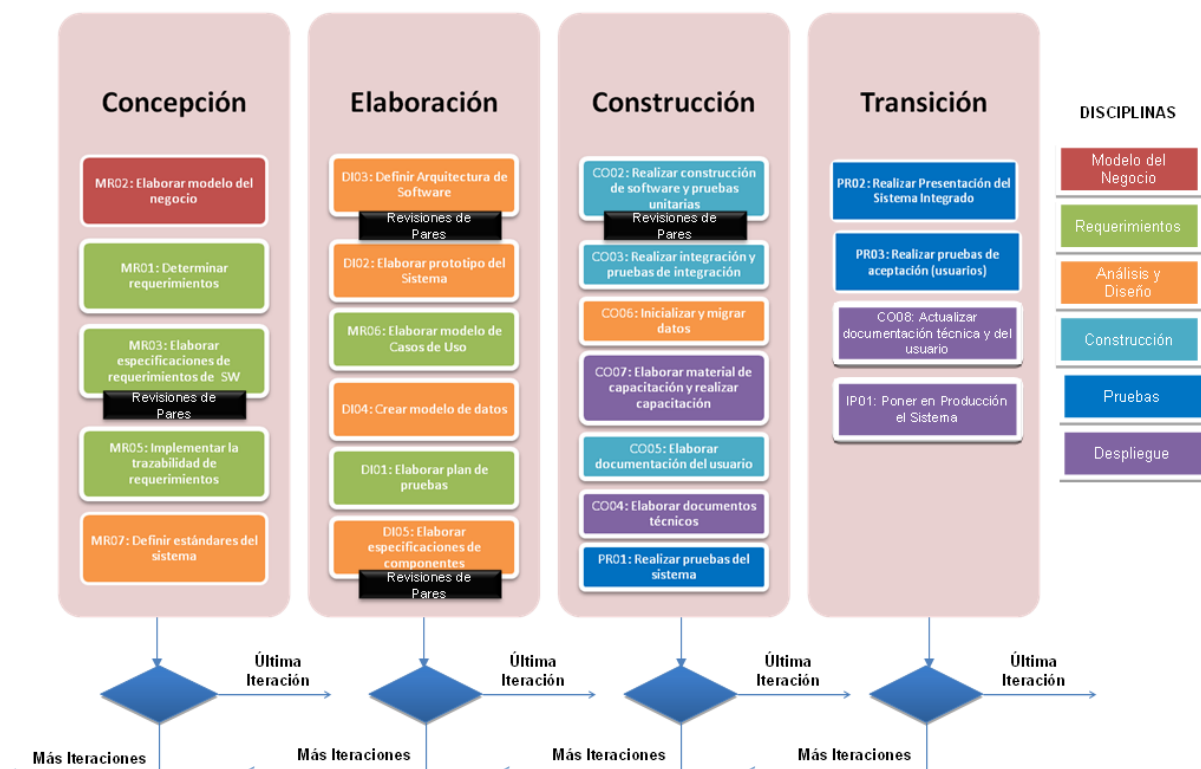 Concepción
MR02: Elaborar modelo del
negocio
MR01: Determinar
requerimientos
MR03: Elaborar
especificaciones de
requerimientos de SW
Revisiones de
Pares
MR05: Implementar la
trazabilidad de
requerimientos
MR07: Definir estándares del
sistema
Elaboración
DI03: Definir Arquitectura de
Software
Revisiones de
Pares
DI02: Elaborar prototipo del
Sistema
MR06: Elaborar modelo de
Casos de Uso
DI04: Crear modelo de datos
DI01: Elaborar plan de
pruebas
DI05: Elaborar
especificaciones de
componentes
Revisiones de
Pares
Construcción
CO02: Realizar construcción
de software y pruebas
unitarias
Revisiones de
Pares
CO03: Realizar integración y
pruebas de integración
CO06: Inicializar y migrar
datos
CO07: Elaborar material de
capacitación y realizar
capacitación
CO05: Elaborar
documentación del usuario
CO04: Elaborar documentos
técnicos
PR01: Realizar pruebas del
sistema
Transición
PR02: Realizar Presentación del
Sistema Integrado
PR03: Realizar pruebas de
aceptación (usuarios)
CO08: Actualizar
documentación técnica y del
usuario
IP01: Poner en Producción
el Sistema
DISCIPLINAS
Modelo del
Negocio
Requerimientos
Análisis y
Diseño
Construcción
Pruebas
Despliegue
Última
Iteración
Última
Iteración
Última
Iteración
Última
Iteración
Más Iteraciones
Más Iteraciones
Más Iteraciones
Más Iteraciones